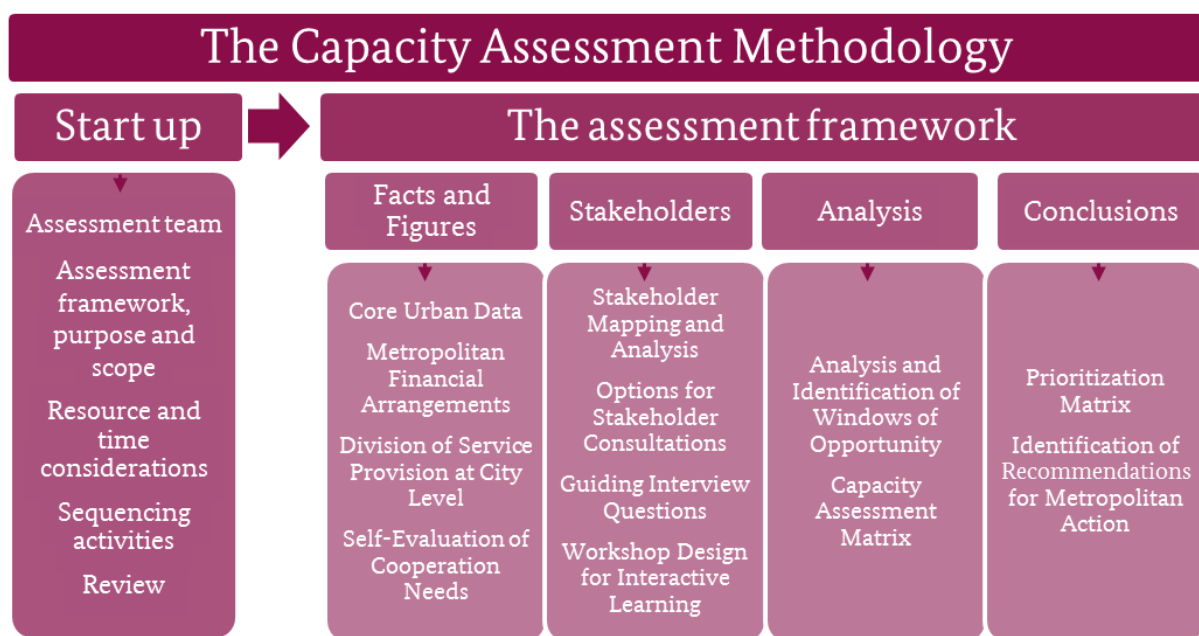 The Capacity Assessment Methodology
Start up
The assessment framework
Assessment team
Assessment
framework,
purpose and
scope
Resource and
time
considerations
Sequencing
activities
Review
Facts and
Figures
Core Urban Data
Metropolitan
Financial
Arrangements
Division of Service
Provision at City
Level
Self-Evaluation of
Cooperation
Needs
Stakeholders
Stakeholder
Mapping and
Analysis
Options for
Stakeholder
Consultations
Guiding Interview
Questions
Workshop Design
for Interactive
Learning
Analysis
Analysis and
Identification of
Windows of
Opportunity
Capacity
Assessment
Matrix
Conclusions
Prioritization
Matrix
Identification of
Recommendations
for Metropolitan
Action